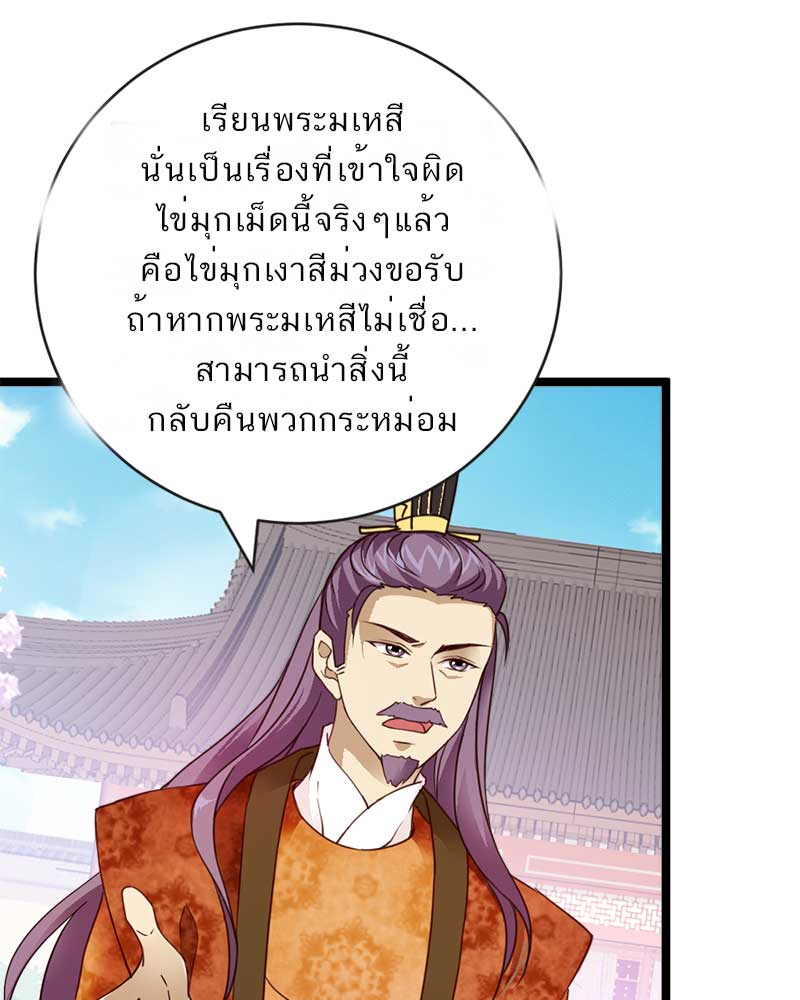 เรียนพระมเหสี
นั่นเป็นเรื่องที่เข้าใจผิด
ไข่มุกเม็ดนี้จริงๆแล้ว
คือไข่มุกเงาสีม่วงขอรับ
ถ้าหากพระมเหสีไม่เชื่อ...
สามารถนำสิ่งนี้
กลับคืนพวกกระหม่อม